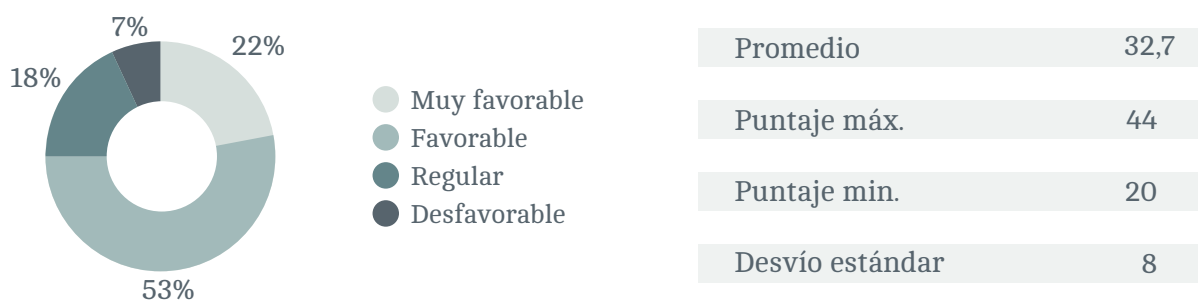 7%
22%
18%
53%
Muy favorable
Favorable
Regular
Desfavorable
Promedio 32,7
Puntaje máx. 44
Puntaje min. 20
Desvío estándar 8